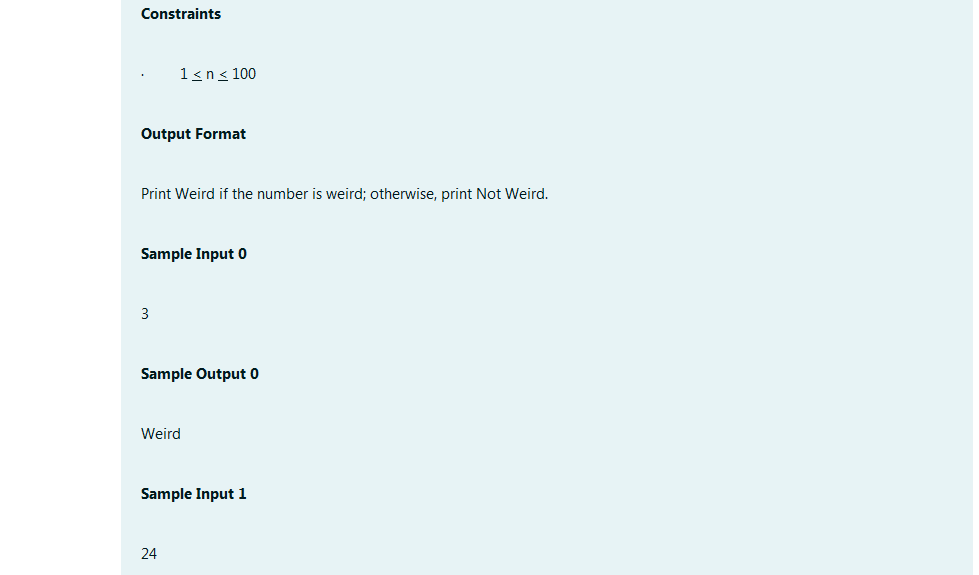 Constraints
· 1 ≤ n ≤ 100
Output Format
Print Weird if the number is weird; otherwise, print Not Weird.
Sample Input 0
3
Sample Output 0
Weird
Sample Input 1
24